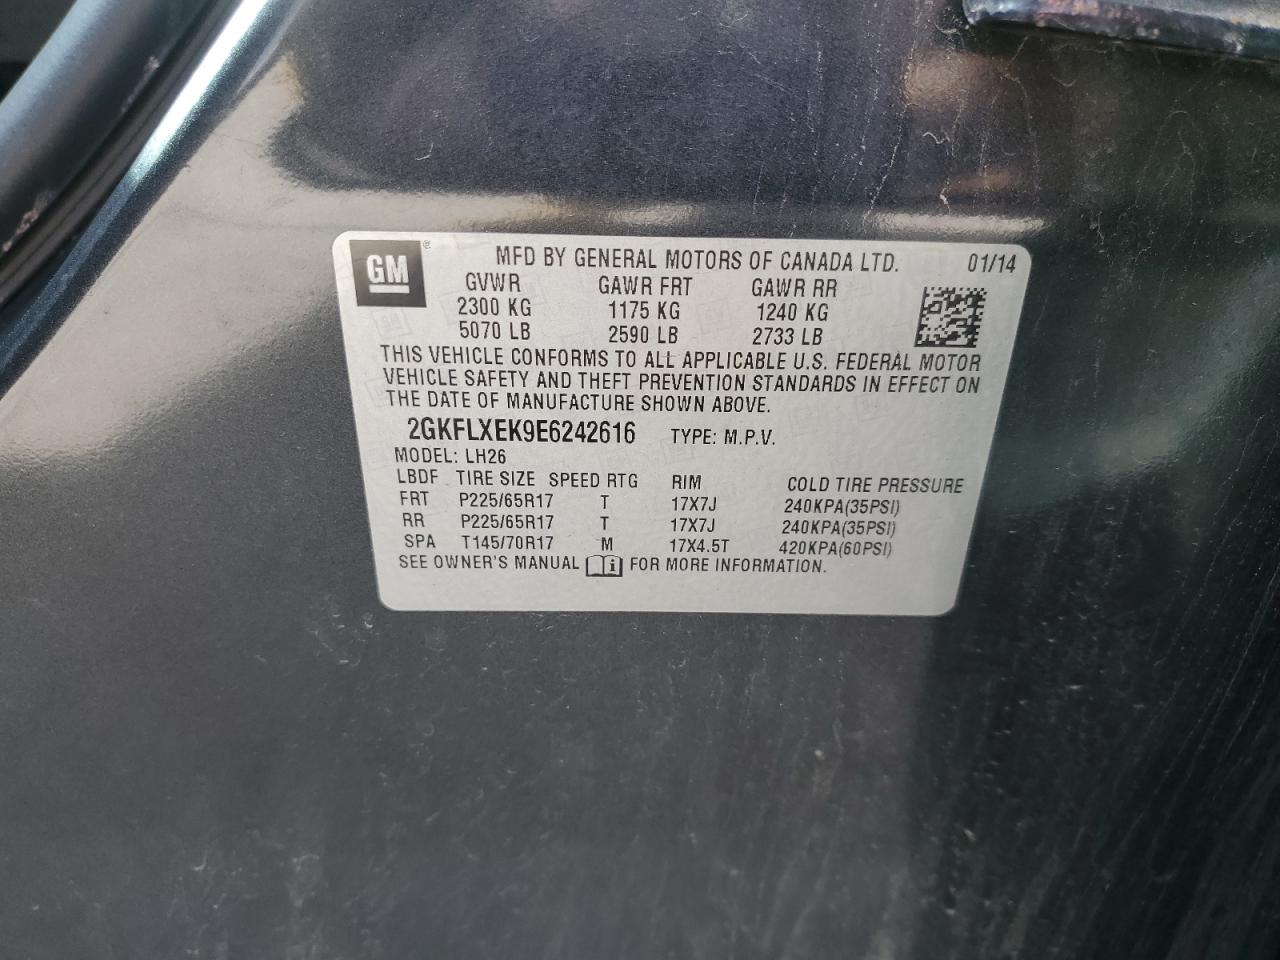 GM ® MFD BY GENERAL MOTORS OF CANADA LTD. 01/14
GVWR GAWR FRT GAWR RR
2300 KG 1175 KG 1240 KG
5070 LB 2590 LB 2733 LB
THIS VEHICLE CONFORMS TO ALL APPLICABLE U.S. FEDERAL MOTOR
VEHICLE SAFETY AND THEFT PREVENTION STANDARDS IN EFFECT ON
THE DATE OF MANUFACTURE SHOWN ABOVE.
2GKFLXEK9E6242616 TYPE: M.P.V.
MODEL: LH26
LBDF TIRE SIZE SPEED RTG RIM COLD TIRE PRESSURE
FRT P225/65R17 T 17X7J 240KPA(35PSI)
RR P225/65R17 T 17X7J 240KPA(35PSI)
SPA T145/70R17 M 17X4.5T 420KPA(60PSI)
SEE OWNER'S MANUAL i FOR MORE INFORMATION.